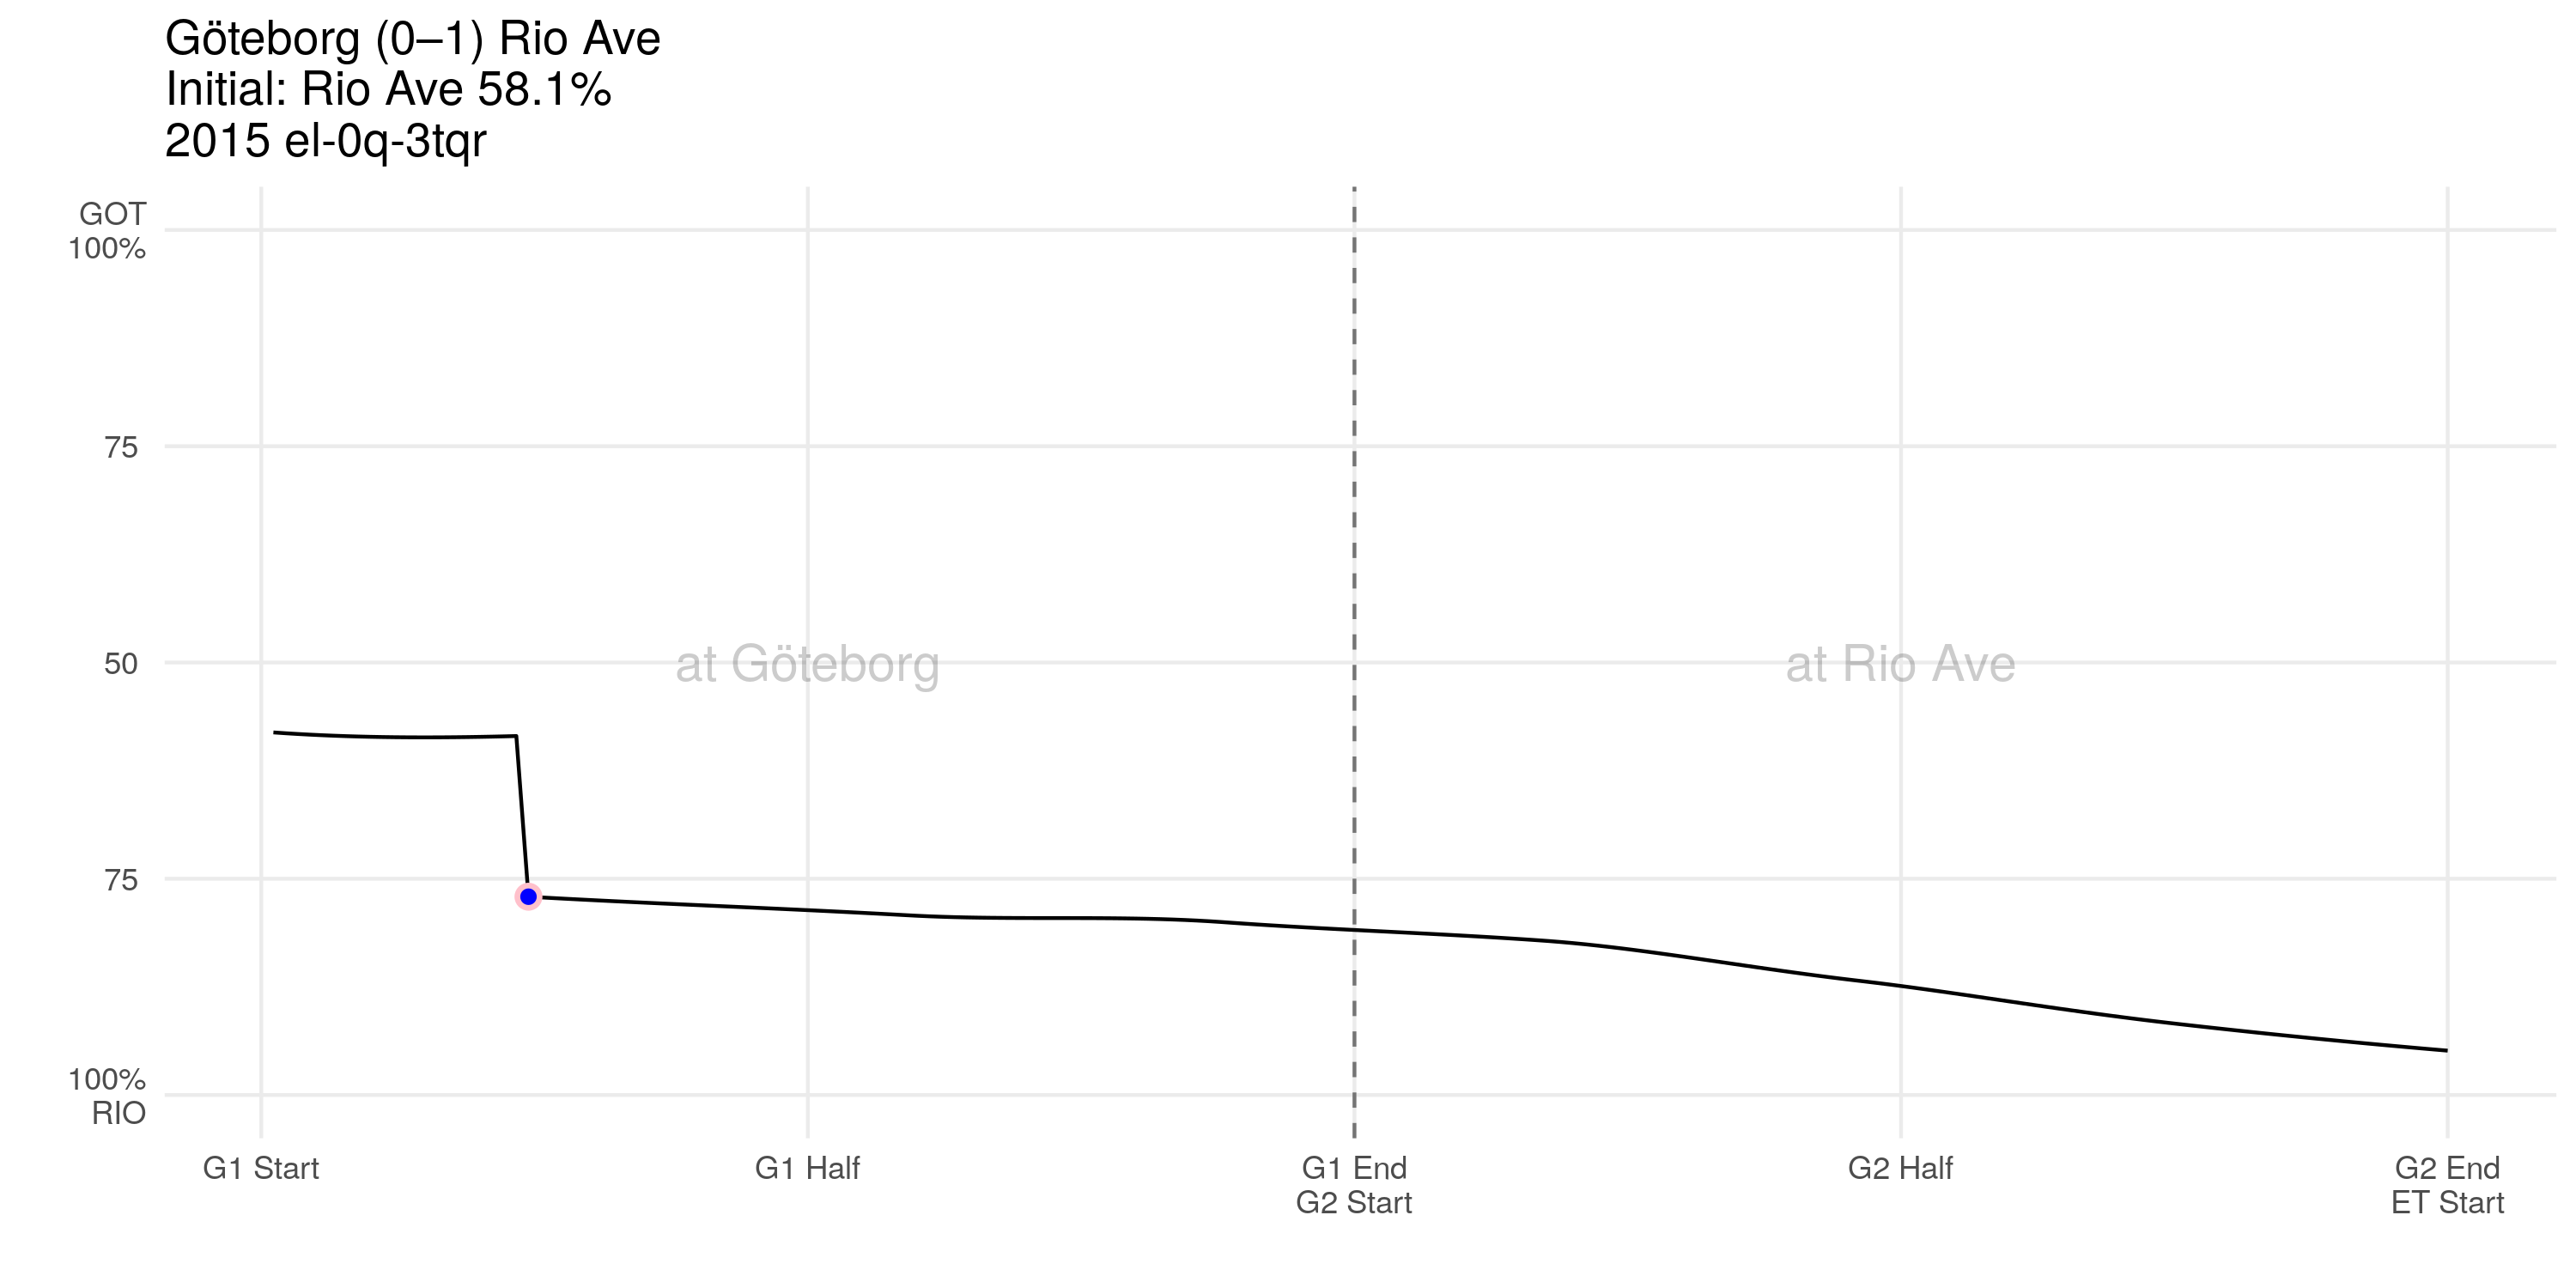 Göteborg (0–1) Rio Ave
Initial: Rio Ave 58.1%
2015 el-0q-3tqr
GOT
100%
75
50
75
100%
RIO
at Göteborg
at Rio Ave
G1 Start
G1 Half
G1 End
G2 Start
G2 Half
G2 End
ET Start